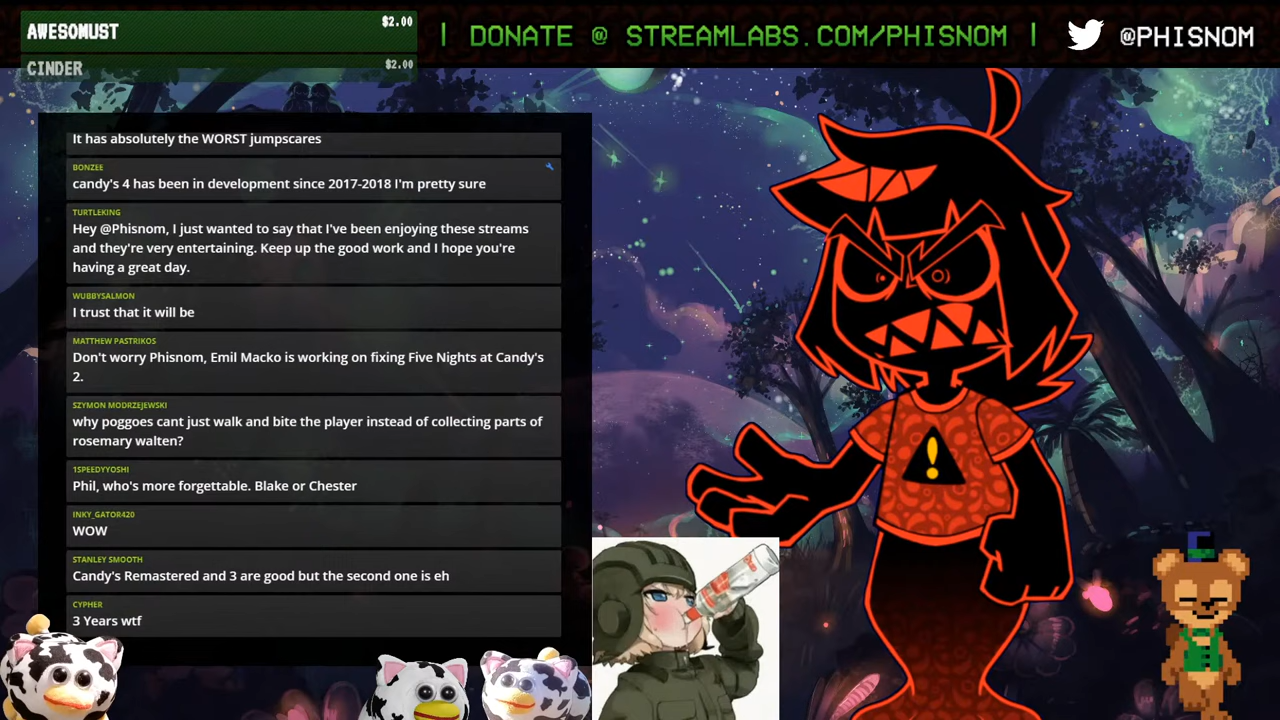 AWESOMUST
$2.00
CINDER
$2.00
| DONATE @ STREAMLABS.COM/PHISNOM |
@PHISNOM
It has absolutely the WORST jumpscares
BONZEE
candy's 4 has been in development since 2017-2018 I'm pretty sure
TURTLEKING
Hey @Phisnom, I just wanted to say that I've been enjoying these streams
and they're very entertaining. Keep up the good work and I hope you're
having a great day.
WUBBYSALMON
I trust that it will be
MATTHEW PASTRIKOS
Don't worry Phisnom, Emil Macko is working on fixing Five Nights at Candy's
2.
SZYMON MODRZEJEWSKI
why poggoes cant just walk and bite the player instead of collecting parts of
rosemary walten?
1SPEEDYYOSHI
Phil, who's more forgettable. Blake or Chester
INKY_GATOR420
WOW
STANLEY SMOOTH
Candy's Remastered and 3 are good but the second one is eh
CYPHER
3 Years wtf
!